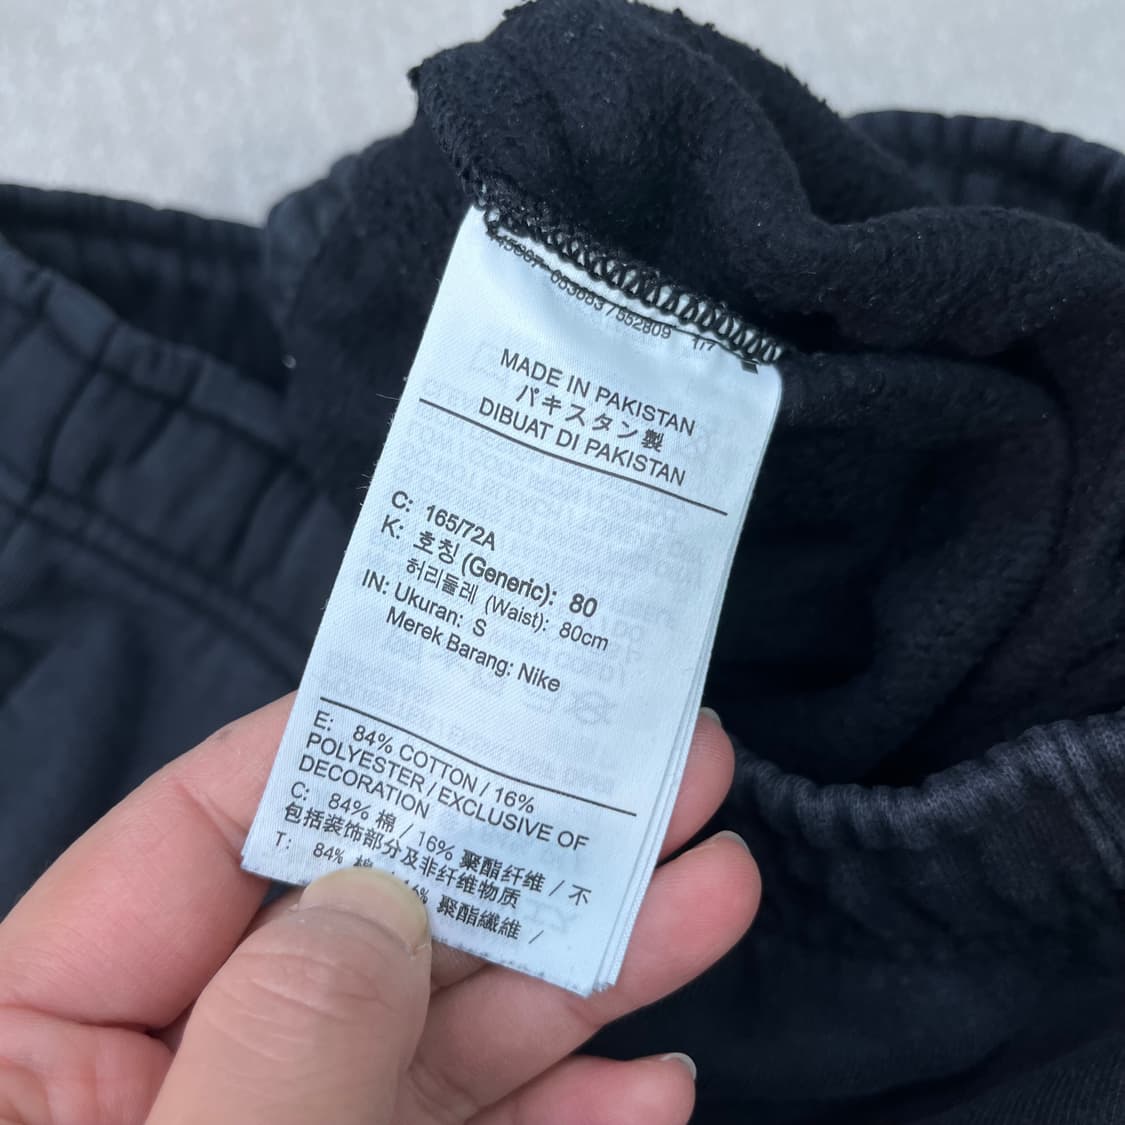 MADE IN PAKISTAN
パキスタン製
DIBUAT DI PAKISTAN
C: 165/72A
K: 호칭 (Generic): 80
허리둘레 (Waist): 80cm
IN: Ukuran: S
Merek Barang: Nike
E: 84% COTTON / 16%
POLYESTER / EXCLUSIVE OF
DECORATION
C: 84% 棉 / 16% 聚酯纤维 / 不
包括装饰部分及非纤维物质
T: 84% 棉 16% 聚酯纖維 /